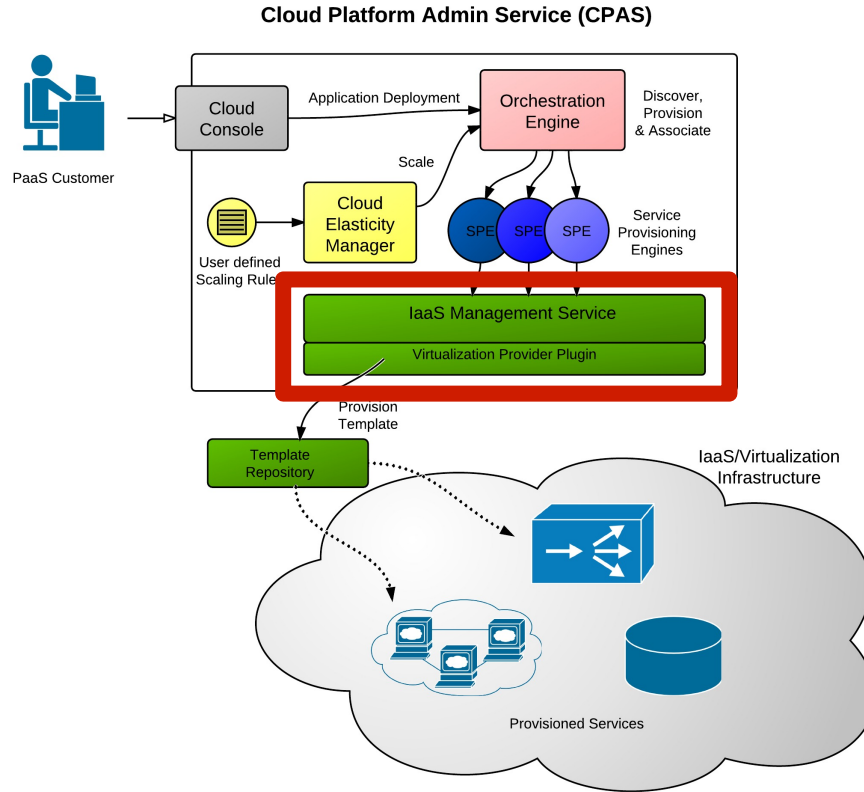 Cloud Platform Admin Service (CPAS)
PaaS Customer
Cloud
Console
Application Deployment
Orchestration
Engine
Discover,
Provision
& Associate
Scale
Cloud
Elasticity
Manager
User defined
Scaling Rule
SPE
SPE
SPE
Service
Provisioning
Engines
IaaS Management Service
Virtualization Provider Plugin
Provision
Template
Template
Repository
IaaS/Virtualization
Infrastructure
Provisioned Services